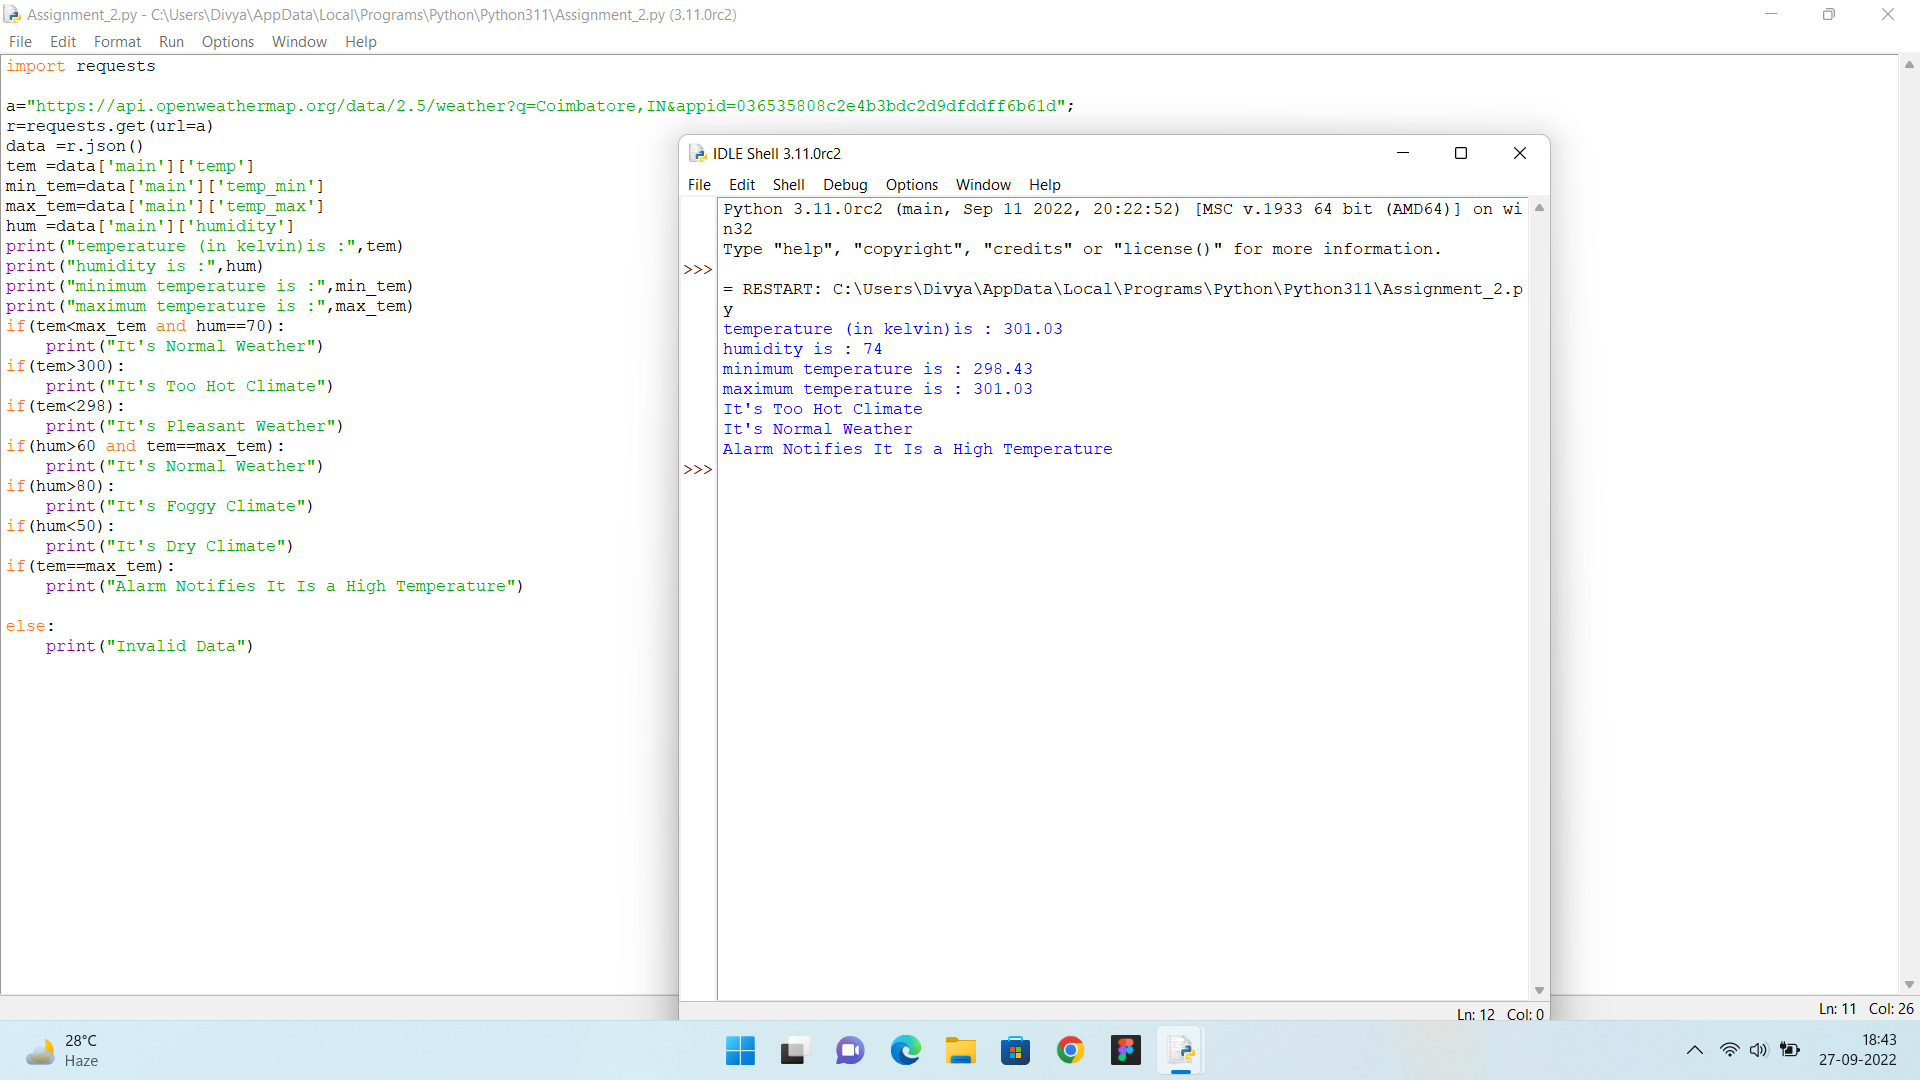 Assignment_2.py - C:\Users\Divya\AppData\Local\Programs\Python\Python311\Assignment_2.py (3.11.0rc2)
File Edit Format Run Options Window Help
import requests
a="https://api.openweathermap.org/data/2.5/weather?q=Coimbatore,IN&appid=036535808c2e4b3bdc2d9dfddff6b61d";
r=requests.get(url=a)
data =r.json()
tem =data['main']['temp']
min_tem=data['main']['temp_min']
max_tem=data['main']['temp_max']
hum =data['main']['humidity']
print("temperature (in kelvin)is :",tem)
print("humidity is :",hum)
print("minimum temperature is :",min_tem)
print("maximum temperature is :",max_tem)
if(tem<max_tem and hum==70):
    print("It's Normal Weather")
if(tem>300):
    print("It's Too Hot Climate")
if(tem<298):
    print("It's Pleasant Weather")
if(hum>60 and tem==max_tem):
    print("It's Normal Weather")
if(hum>80):
    print("It's Foggy Climate")
if(hum<50):
    print("It's Dry Climate")
if(tem==max_tem):
    print("Alarm Notifies It Is a High Temperature")
else:
    print("Invalid Data")
IDLE Shell 3.11.0rc2
File Edit Shell Debug Options Window Help
Python 3.11.0rc2 (main, Sep 11 2022, 20:22:52) [MSC v.1933 64 bit (AMD64)] on wi
n32
Type "help", "copyright", "credits" or "license()" for more information.
>>>
= RESTART: C:\Users\Divya\AppData\Local\Programs\Python\Python311\Assignment_2.p
y
temperature (in kelvin)is : 301.03
humidity is : 74
minimum temperature is : 298.43
maximum temperature is : 301.03
It's Too Hot Climate
It's Normal Weather
Alarm Notifies It Is a High Temperature
>>>
Ln: 12 Col: 0
Ln: 11 Col: 26
28°C
Haze
18:43
27-09-2022